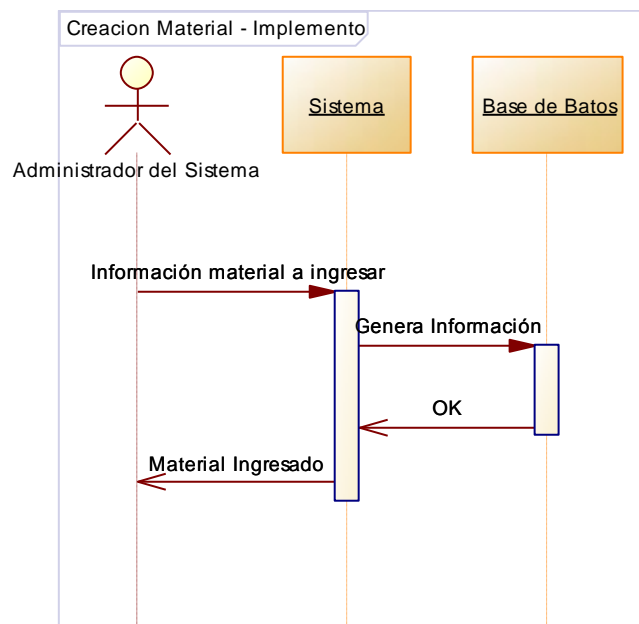 Creacion Material - Implemento
Sistema
Base de Batos
Administrador del Sistema
Información material a ingresar
Genera Información
OK
Material Ingresado